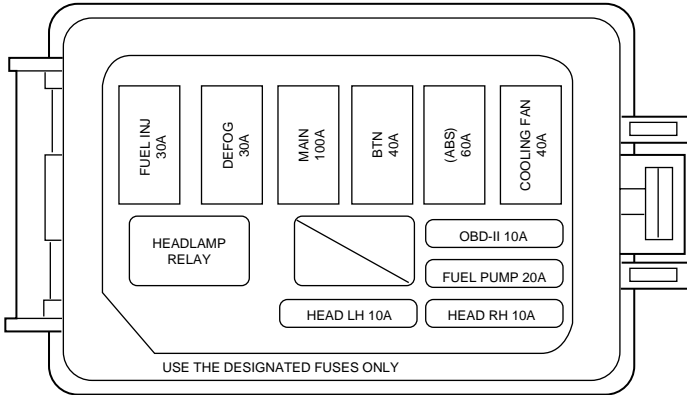 FUEL INJ
30A
DEFOG
30A
MAIN
100A
BTN
40A
(ABS)
60A
COOLING FAN
40A
HEADLAMP
RELAY
OBD-II 10A
FUEL PUMP 20A
HEAD LH 10A
HEAD RH 10A
USE THE DESIGNATED FUSES ONLY